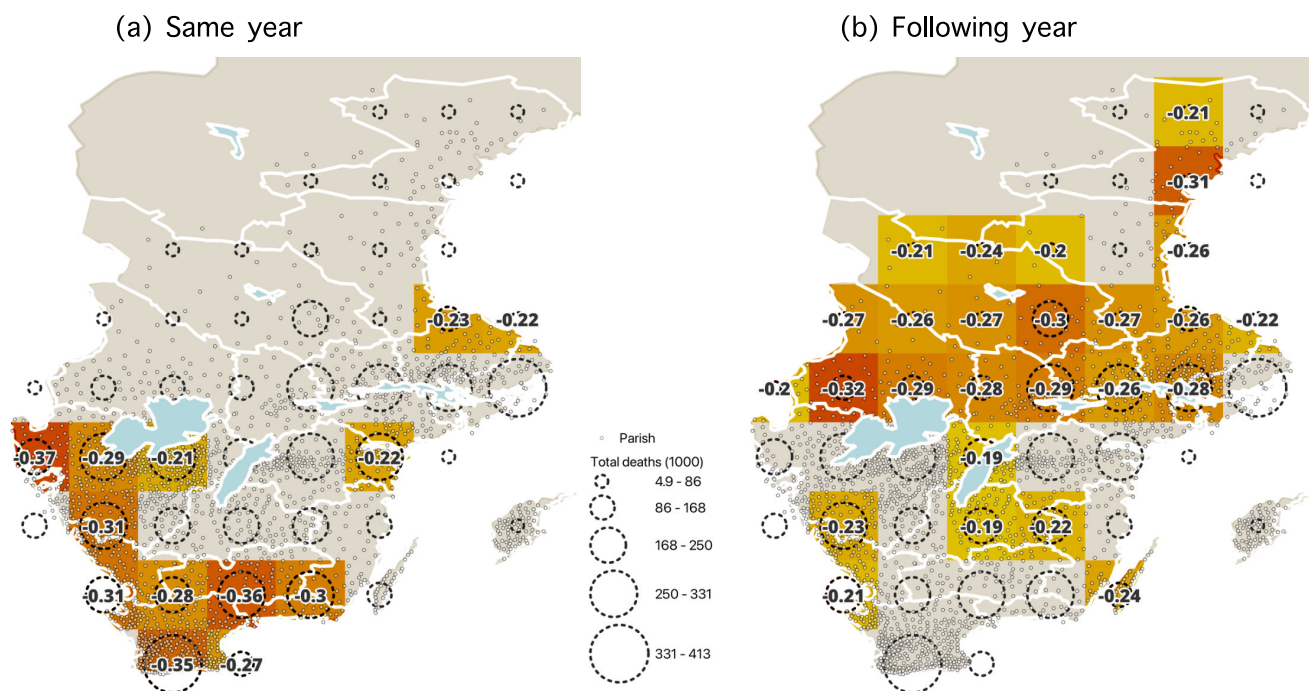 (a) Same year
(b) Following year
-0.23 -0.22
-0.37 -0.29 -0.21 -0.22
-0.31
-0.31 -0.28 -0.36 -0.3
-0.35 -0.27
Parish
Total deaths (1000)
4.9 - 86
86 - 168
168 - 250
250 - 331
331 - 413
-0.21
-0.31
-0.21 -0.24 -0.2 -0.26
-0.27 -0.26 -0.27 -0.3 -0.27 -0.26 -0.22
-0.2 -0.32 -0.29 -0.28 -0.29 -0.26 -0.28
-0.19
-0.23 -0.19 -0.22
-0.21 -0.24